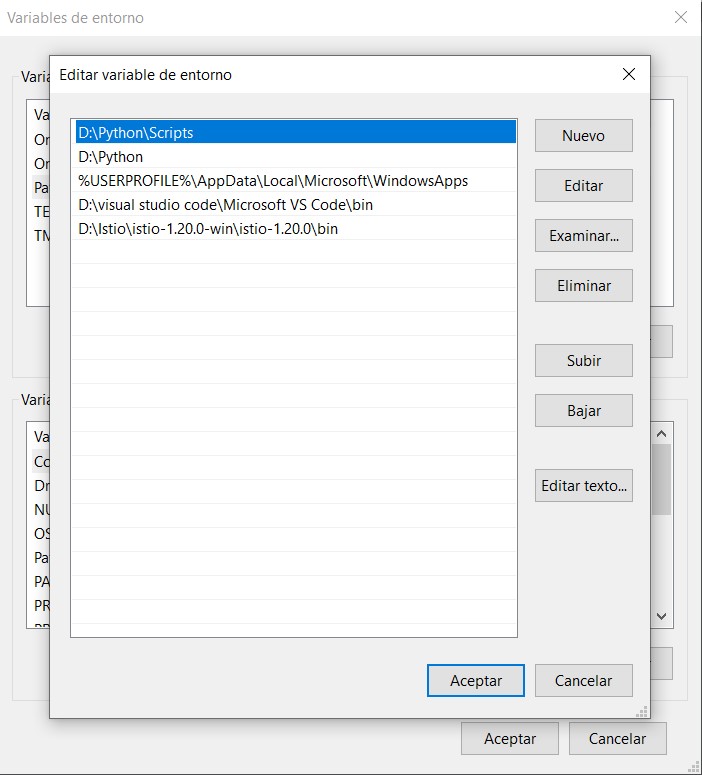 Variables de entorno
Editar variable de entorno
D:\Python\Scripts
D:\Python
%USERPROFILE%\AppData\Local\Microsoft\WindowsApps
D:\visual studio code\Microsoft VS Code\bin
D:\Istio\istio-1.20.0-win\istio-1.20.0\bin
Nuevo
Editar
Examinar...
Eliminar
Subir
Bajar
Editar texto...
Aceptar
Cancelar
Varia
Va
On
On
Pa
TE
TM
Varia
Va
Co
Dr
NU
OS
Pa
PA
PR
Aceptar
Cancelar